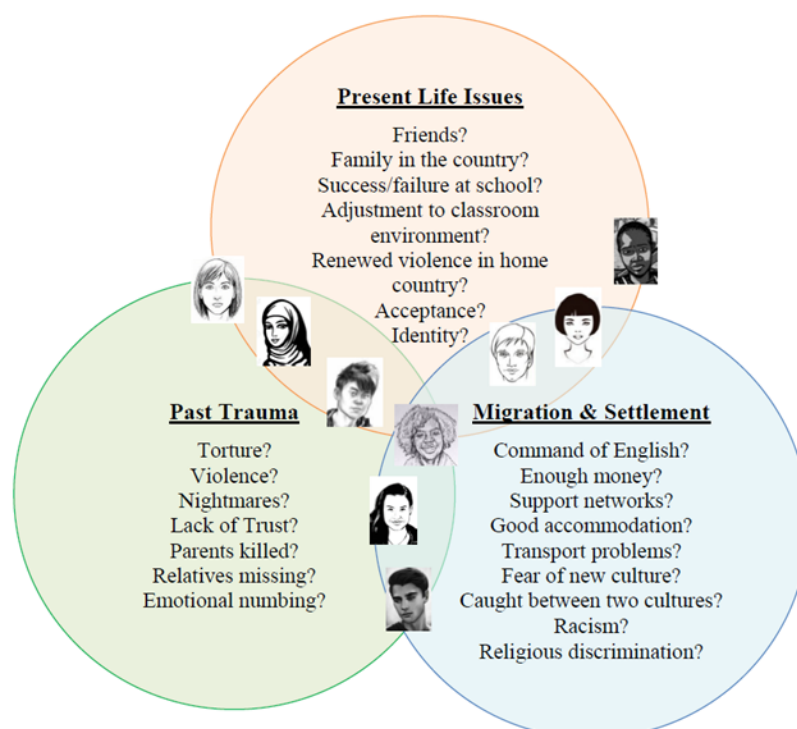 Present Life Issues
Friends?
Family in the country?
Success/failure at school?
Adjustment to classroom
environment?
Renewed violence in home
country?
Acceptance?
Identity?
Past Trauma
Torture?
Violence?
Nightmares?
Lack of Trust?
Parents killed?
Relatives missing?
Emotional numbing?
Migration & Settlement
Command of English?
Enough money?
Support networks?
Good accommodation?
Transport problems?
Fear of new culture?
Caught between two cultures?
Racism?
Religious discrimination?